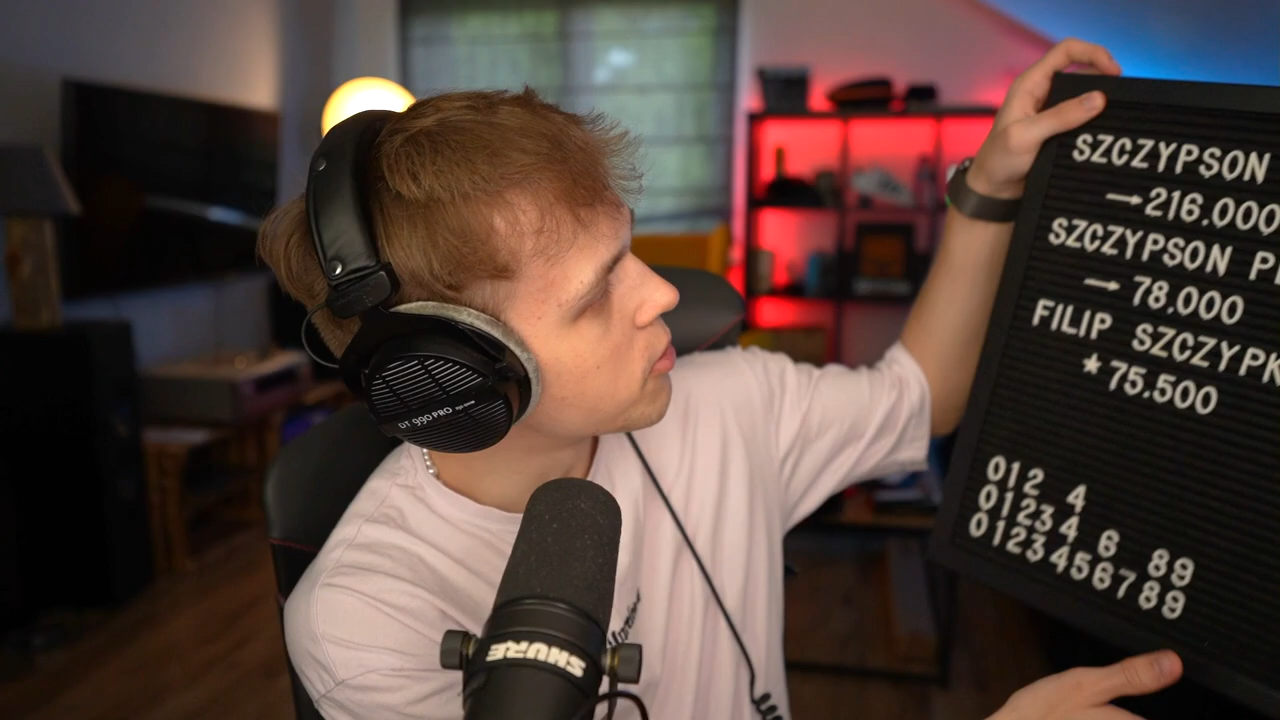 SZCZYPSON
→216.000
SZCZYPSON
→78.000
FILIP
★75.500
012 4
01234 6 89
0123456789
DT 990 PRO
SHURE